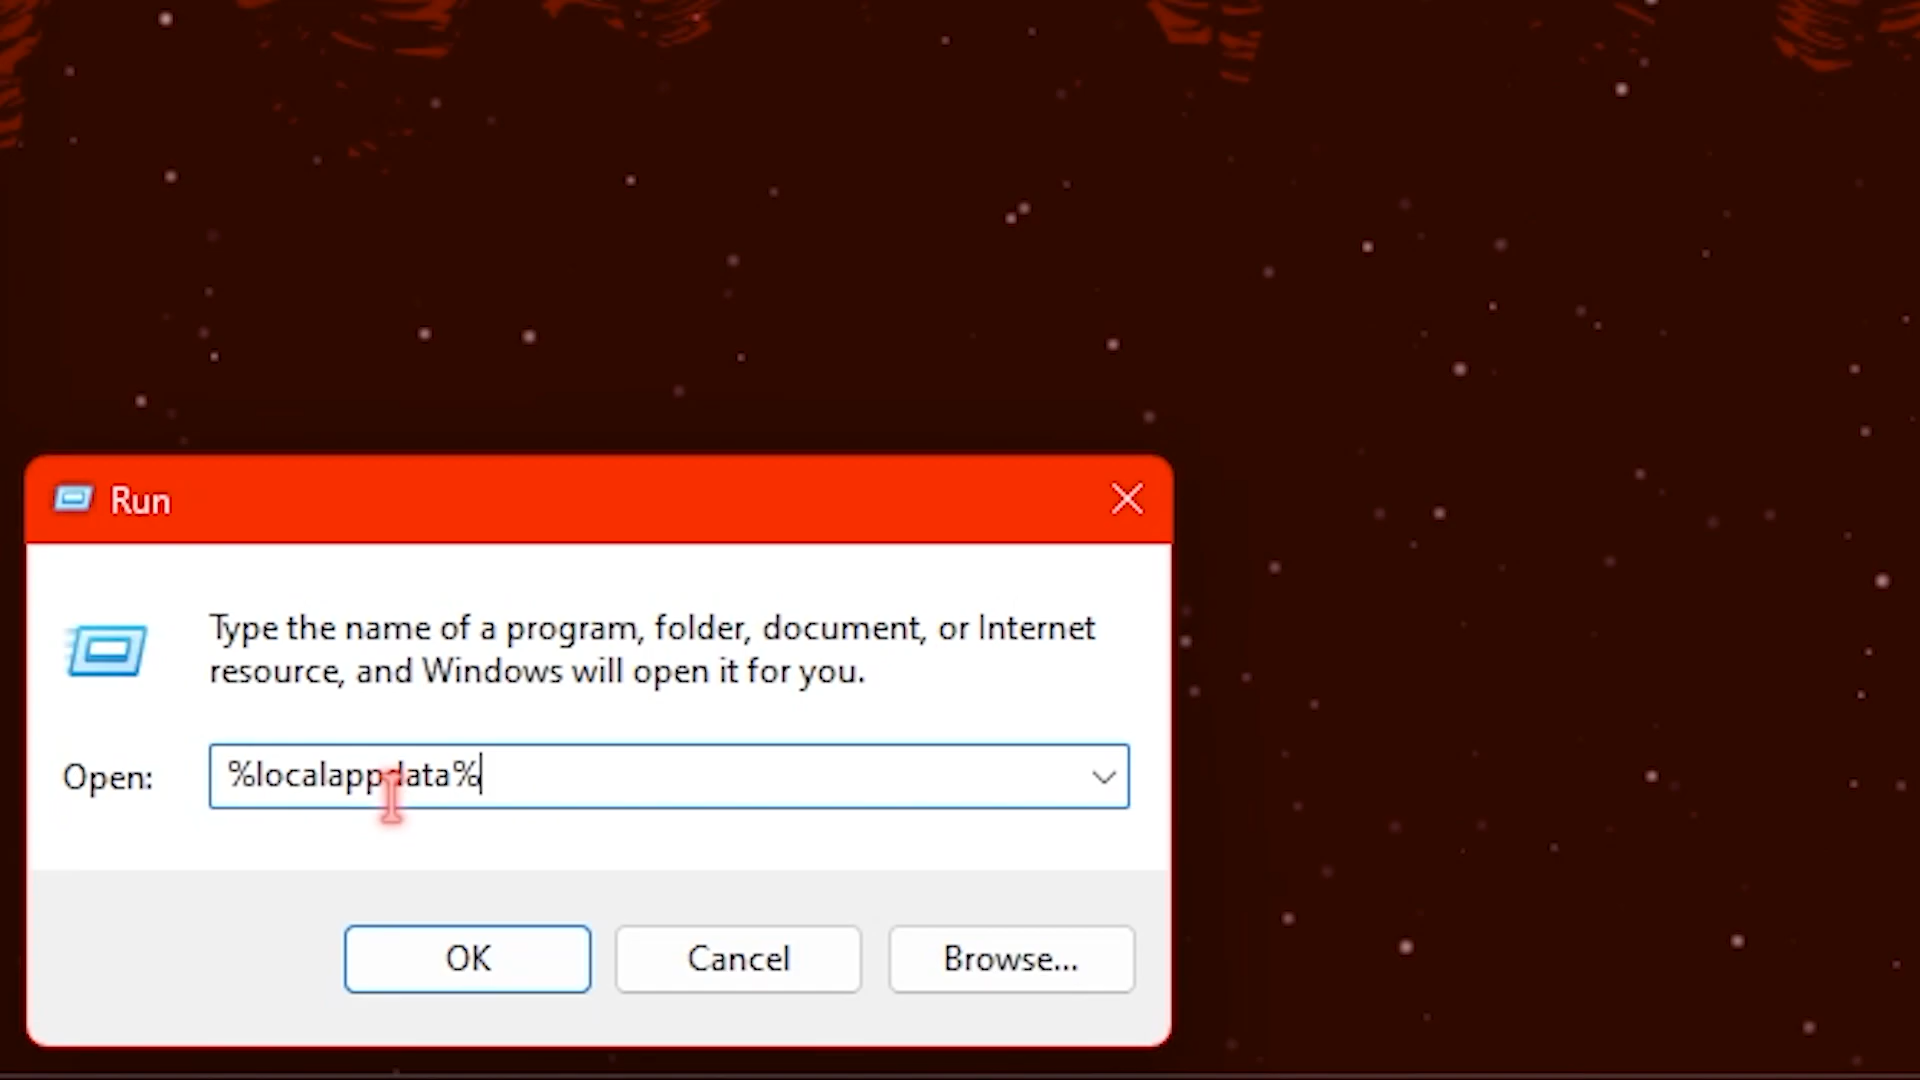 Run
Type the name of a program, folder, document, or Internet
resource, and Windows will open it for you.
Open: %localappdata%
OK Cancel Browse...